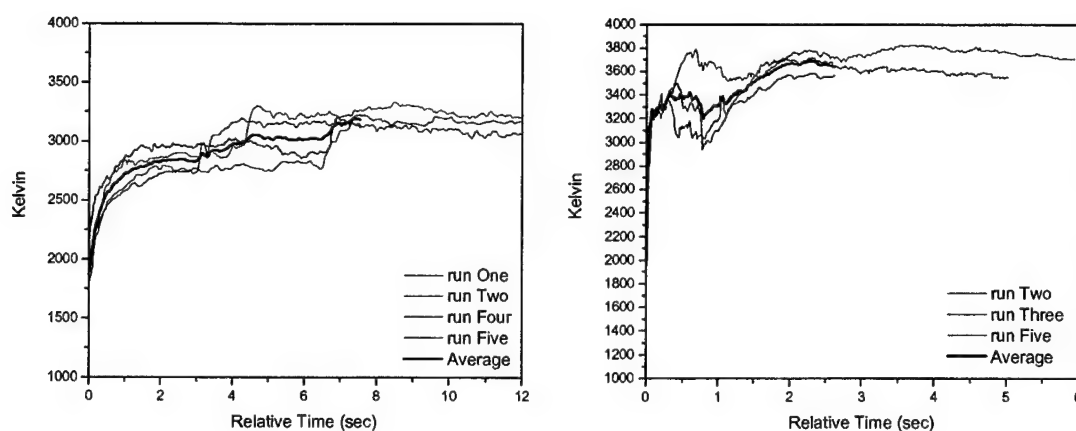 4000
3500
3000
2500
2000
1500
1000
Kelvin
0
2
4
6
8
10
12
Relative Time (sec)
run One
run Two
run Four
run Five
Average
4000
3800
3600
3400
3200
3000
2800
2600
2400
2200
2000
1800
1600
1400
1200
1000
Kelvin
0
1
2
3
4
5
6
Relative Time (sec)
run Two
run Three
run Five
Average